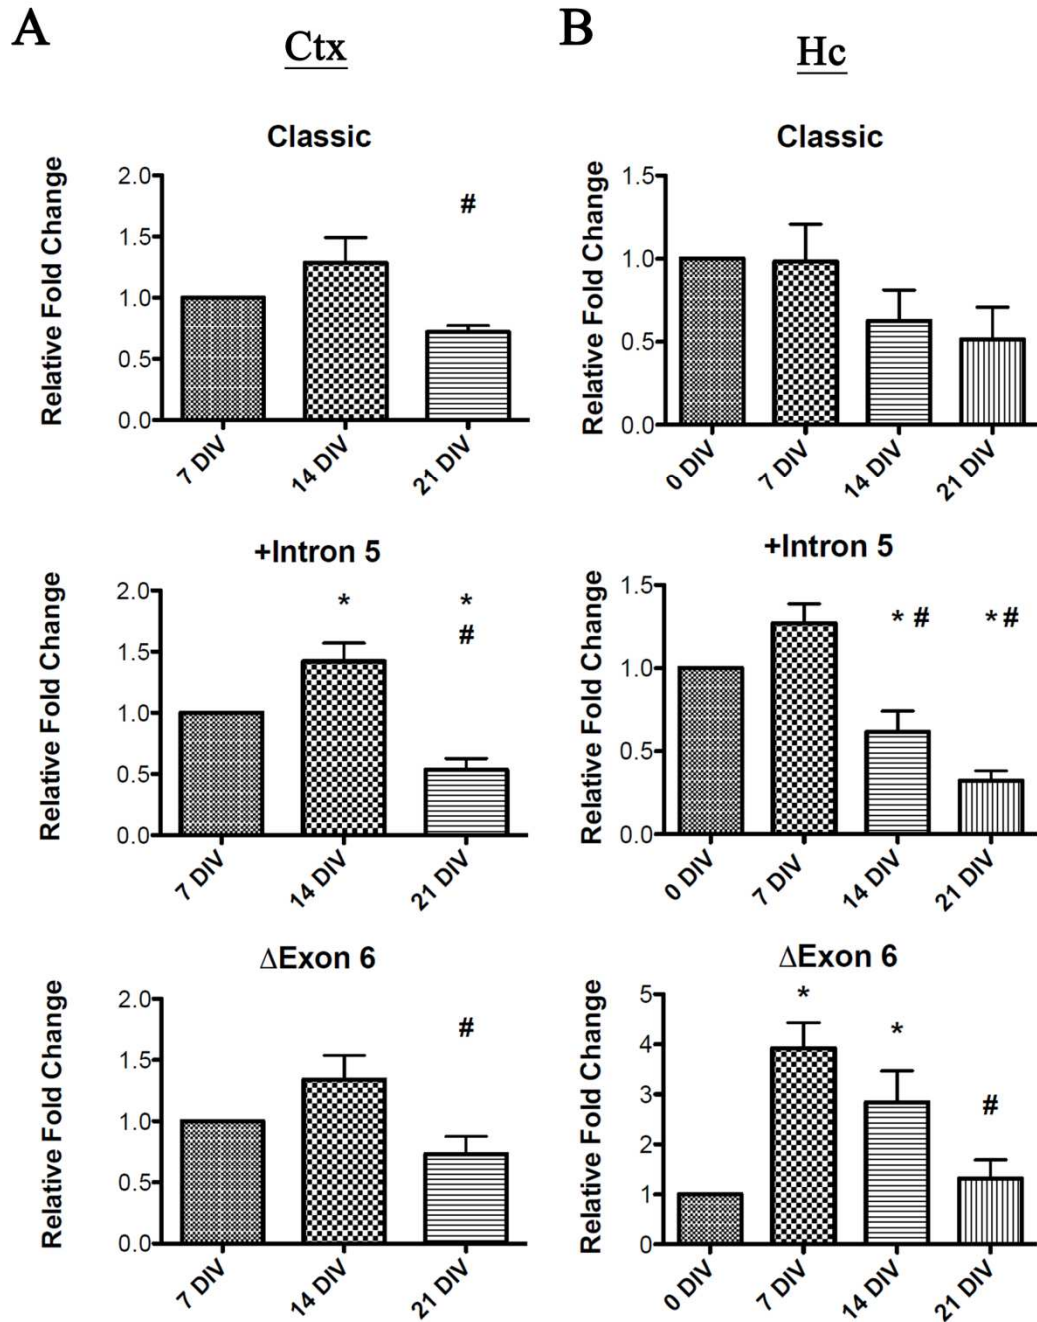 A
Ctx
Classic
Relative Fold Change
2.0
1.5
1.0
0.5
0.0
#
7 DIV
14 DIV
21 DIV
+Intron 5
Relative Fold Change
2.0
1.5
1.0
0.5
0.0
*
*
#
7 DIV
14 DIV
21 DIV
ΔExon 6
Relative Fold Change
2.0
1.5
1.0
0.5
0.0
#
7 DIV
14 DIV
21 DIV
B
Hc
Classic
Relative Fold Change
1.5
1.0
0.5
0.0
0 DIV
7 DIV
14 DIV
21 DIV
+Intron 5
Relative Fold Change
1.5
1.0
0.5
0.0
* #
* #
0 DIV
7 DIV
14 DIV
21 DIV
ΔExon 6
Relative Fold Change
5
4
3
2
1
0
*
*
#
0 DIV
7 DIV
14 DIV
21 DIV